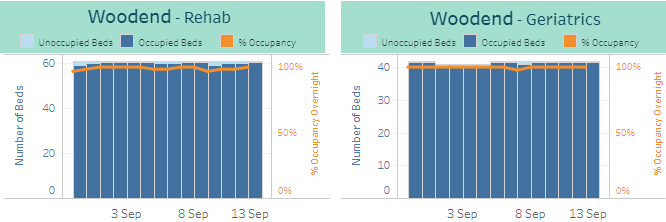 Woodend - Rehab
Unoccupied Beds Occupied Beds % Occupancy
Number of Beds
60
40
20
0
100%
50%
0%
% Occupancy Overnight
3 Sep 8 Sep 13 Sep
Woodend - Geriatrics
Unoccupied Beds Occupied Beds % Occupancy
Number of Beds
40
30
20
10
0
100%
50%
0%
% Occupancy Overnight
3 Sep 8 Sep 13 Sep